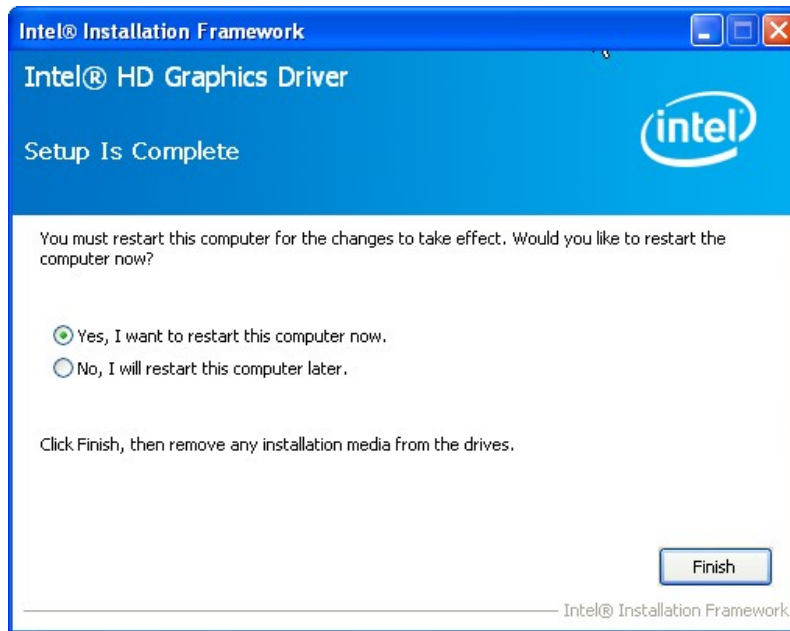 Intel® Installation Framework
Intel® HD Graphics Driver
Setup Is Complete
intel®
You must restart this computer for the changes to take effect. Would you like to restart the
computer now?
Yes, I want to restart this computer now.
No, I will restart this computer later.
Click Finish, then remove any installation media from the drives.
Finish
Intel® Installation Framework